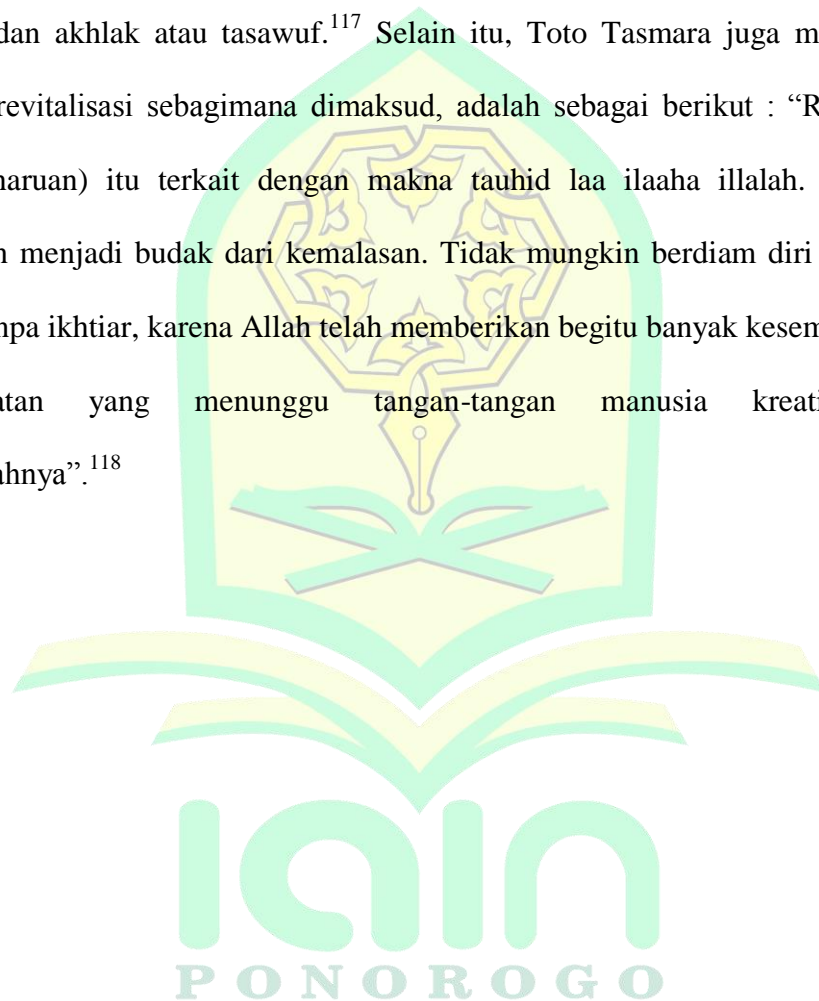 dan akhlak atau tasawuf.117 Selain itu, Toto Tasmara juga m
revitalisasi sebagimana dimaksud, adalah sebagai berikut : “R
haruan) itu terkait dengan makna tauhid laa ilaaha illalah.
menjadi budak dari kemalasan. Tidak mungkin berdiam diri
npa ikhtiar, karena Allah telah memberikan begitu banyak kesem
atan yang menunggu tangan-tangan manusia kreati
ahnya”.118
iain
PONOROGO